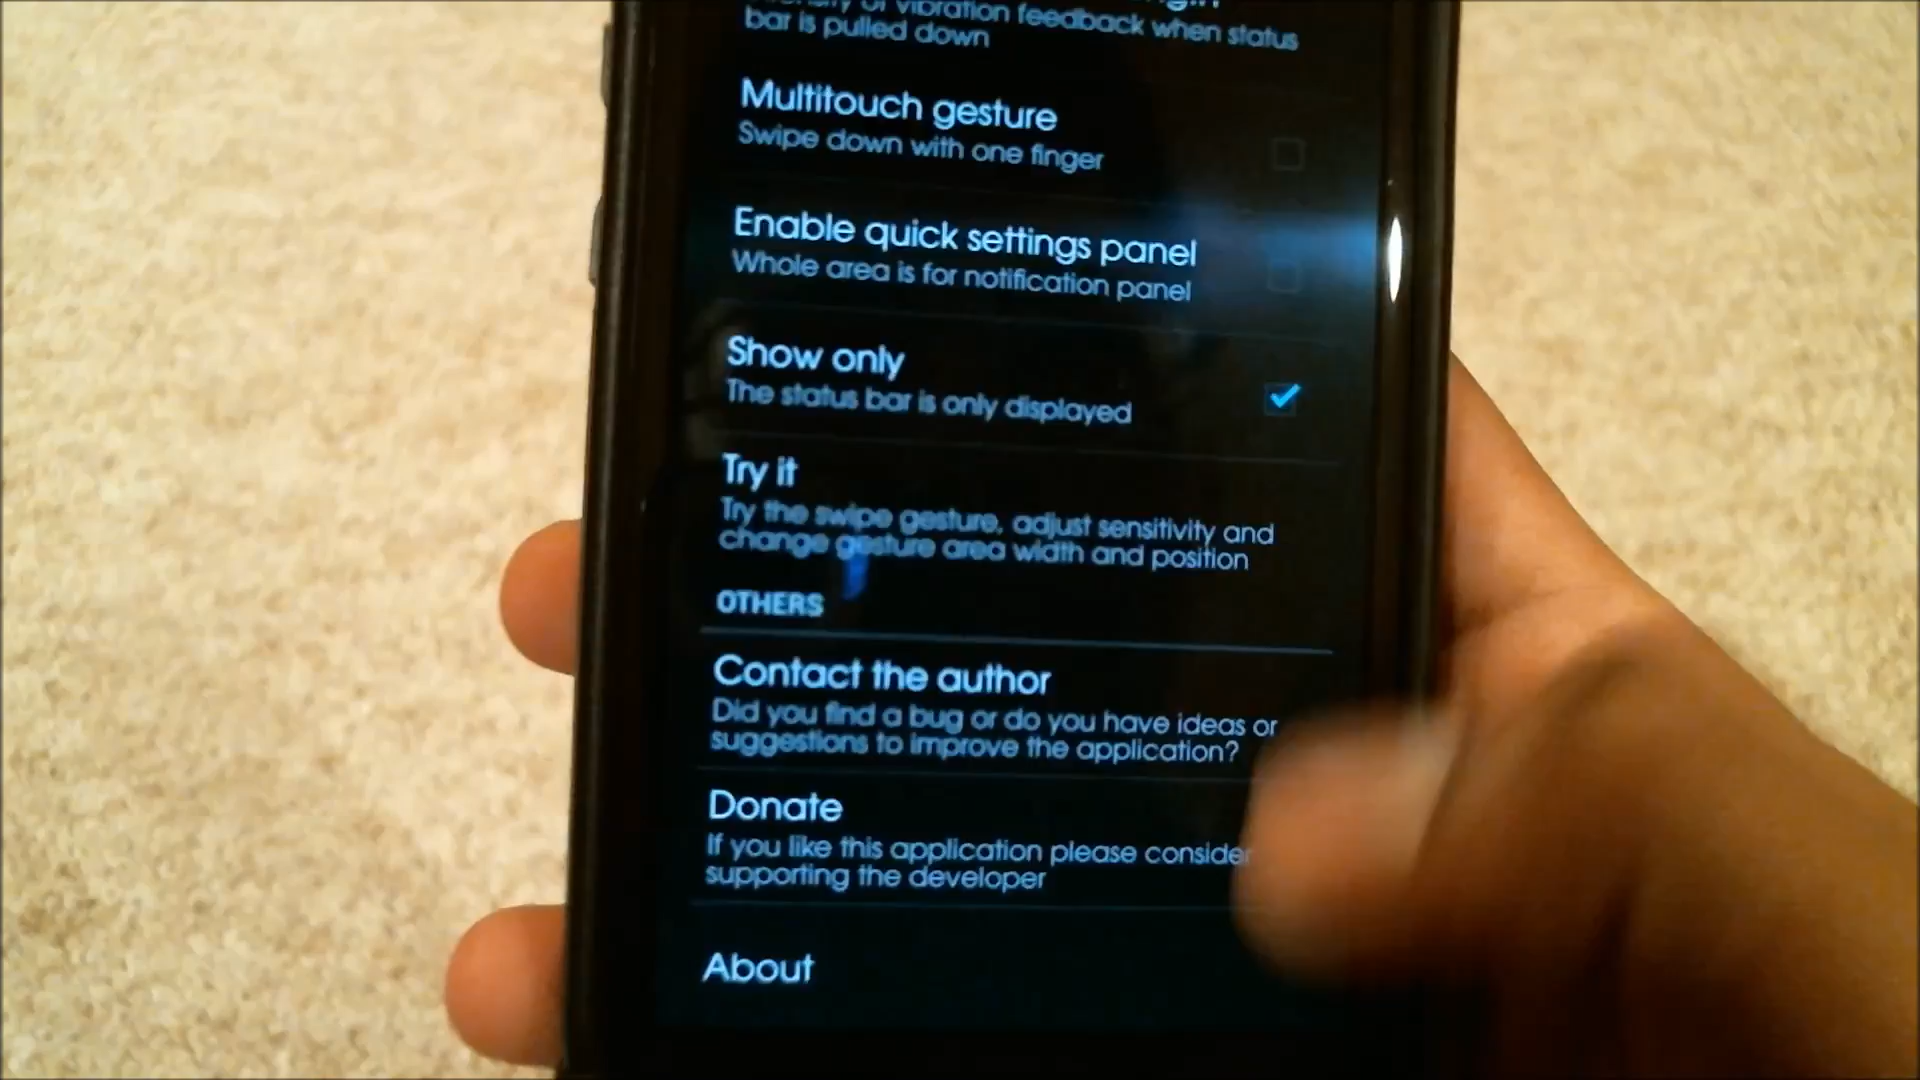 of vibration feedback when status
bar is pulled down
Multitouch gesture
Swipe down with one finger
Enable quick settings panel
Whole area is for notification panel
Show only
The status bar is only displayed
Try it
Try the swipe gesture, adjust sensitivity and
change gesture area width and position
OTHERS
Contact the author
Did you find a bug or do you have ideas or
suggestions to improve the application?
Donate
If you like this application please consider
supporting the developer
About